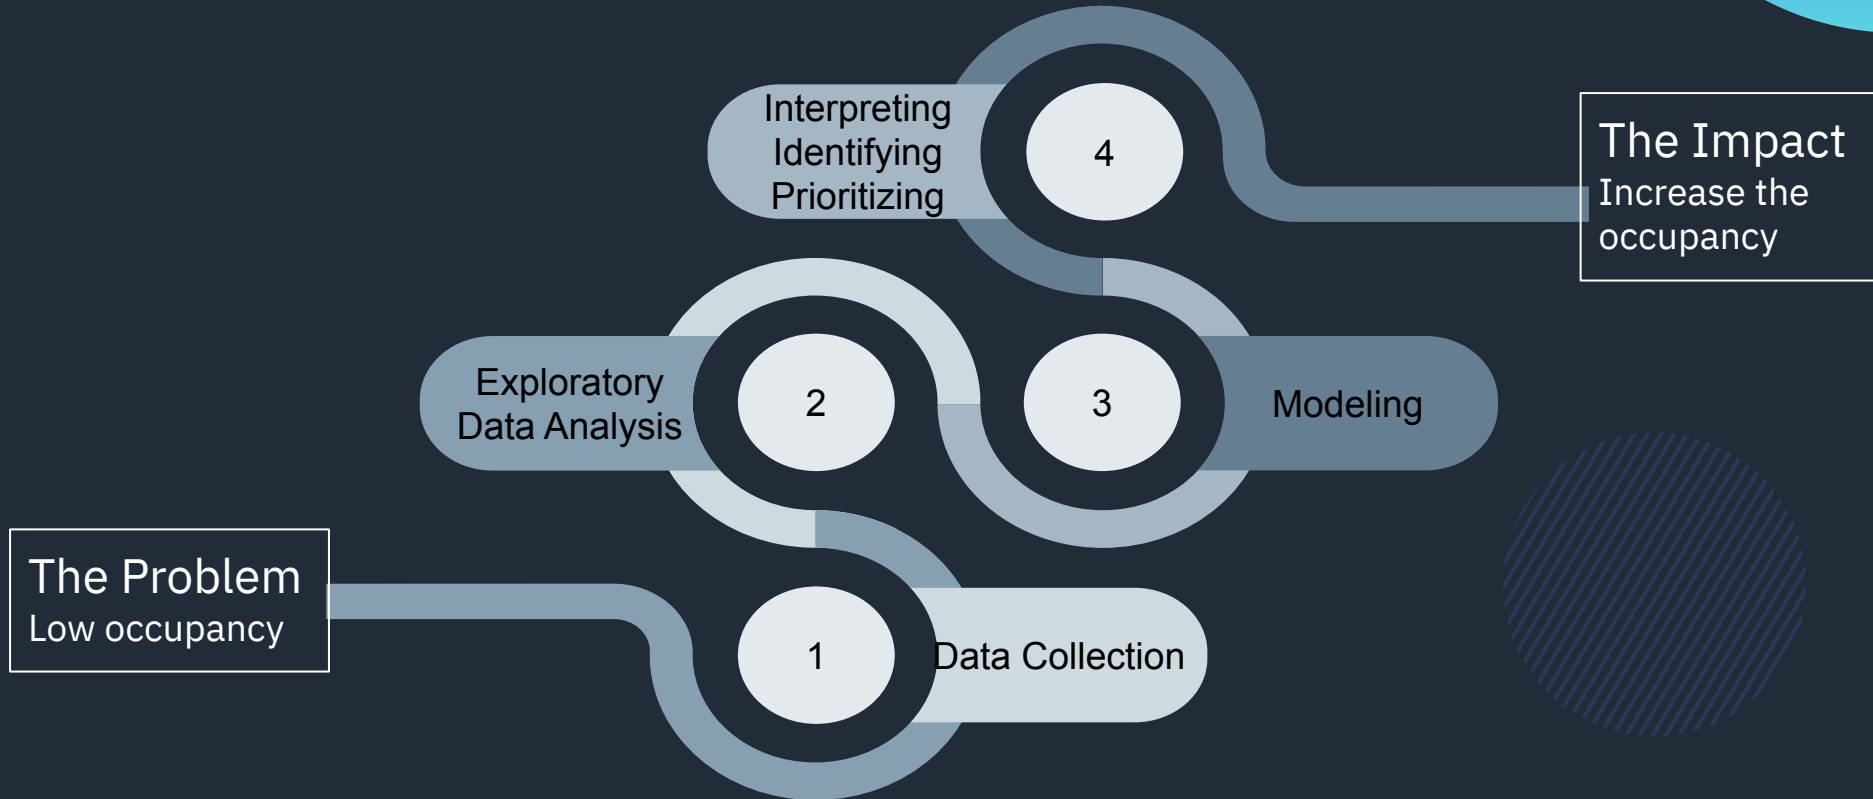 Interpreting
Identifying
Prioritizing
4
The Impact
Increase the
occupancy
Exploratory
Data Analysis
2
3
Modeling
The Problem
Low occupancy
1
Data Collection